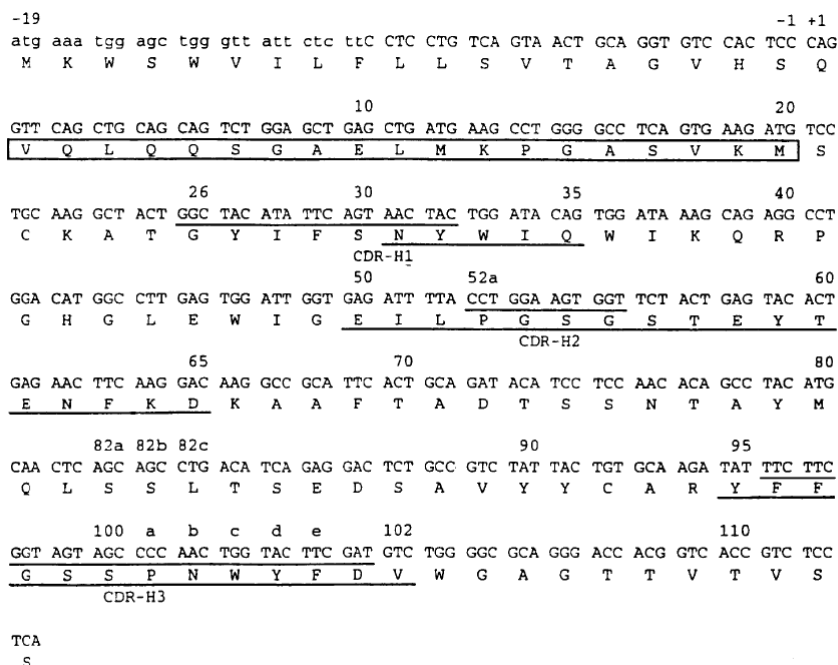 -19 -1 +1
atg aaa tgg agc tgg gtt att ctc ttC CTC CTG TCA GTA ACT GCA GGT GTC CAC TCC CAG
M K W S W V I L F L L S V T A G V H S Q
10 20
GTT CAG CTG CAG CAG TCT GGA GCT GAG CTG ATG AAG CCT GGG GCC TCA GTG AAG ATG TCC
V Q L Q Q S G A E L M K P G A S V K M S
26 30 35 40
TGC AAG GCT ACT GGC TAC ATA TTC AGT AAC TAC TGG ATA CAG TGG ATA AAG CAG AGG CCT
C K A T G Y I F S N Y W I Q W I K Q R P
CDR-H1
50 52a 60
GGA CAT GGC CTT GAG TGG ATT GGT GAG ATT TTA CCT GGA AGT GGT TCT ACT GAG TAC ACT
G H G L E W I G E I L P G S G S T E Y T
CDR-H2
65 70 80
GAG AAC TTC AAG GAC AAG GCC GCA TTC ACT GCA GAT ACA TCC TCC AAC ACA GCC TAC ATG
E N F K D K A A F T A D T S S N T A Y M
82a 82b 82c 90 95
CAA CTC AGC AGC CTG ACA TCA GAG GAC TCT GCC GTC TAT TAC TGT GCA AGA TAT TTC TTC
Q L S S L T S E D S A V Y Y C A R Y F F
100 a b c d e 102 110
GGT AGT AGC CCC AAC TGG TAC TTC GAT GTC TGG GGC GCA GGG ACC ACG GTC ACC GTC TCC
G S S P N W Y F D V W G A G T T V T V S
CDR-H3
TCA
S